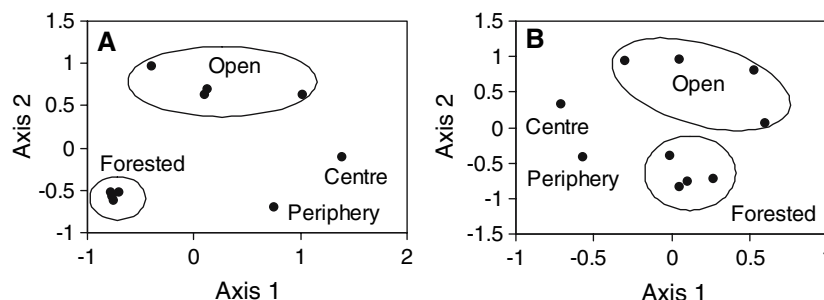 A
Axis 2
1.5
1
0.5
0
-0.5
-1
Open
Forested
Centre
Periphery
-1 0 1 2
Axis 1
B
Axis 2
1.5
1
0.5
0
-0.5
-1
-1.5
Open
Centre
Periphery
Forested
-1 -0.5 0 0.5 1
Axis 1